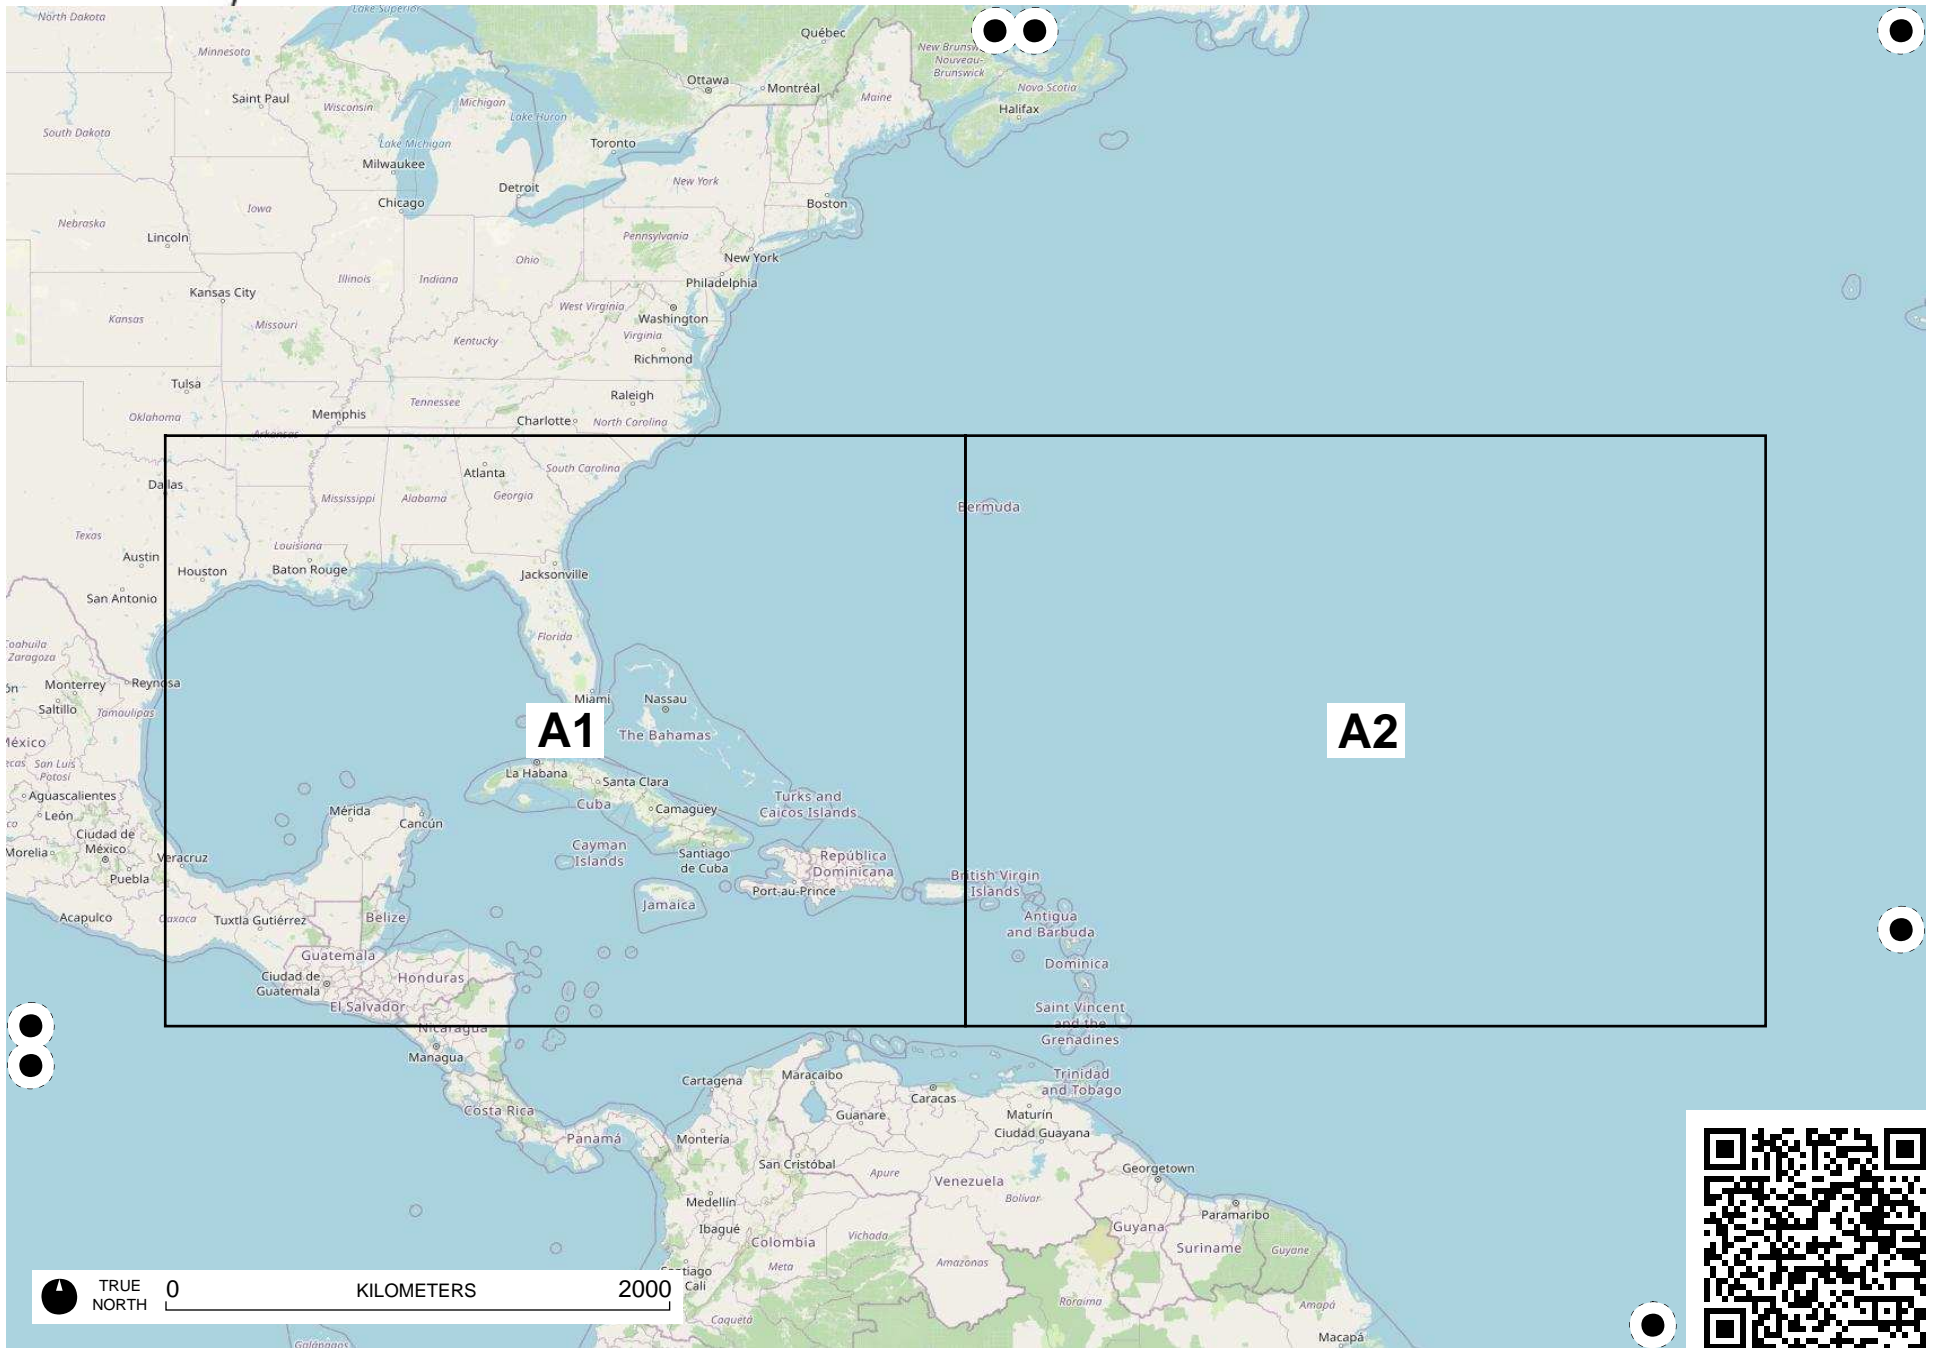 Lake Superior
North Dakota
Minnesota
Québec
New Brunsw
Nouveau-
Brunswick
Ottawa
Montréal
Saint Paul
Wisconsin
Michigan
Lake Huron
Maine
Nova Scotia
Halifax
South Dakota
Lake Michigan
Toronto
Milwaukee
Detroit
New York
Chicago
Boston
Iowa
Nebraska
Lincoln
Pennsylvania
New York
Ohio
Illinois
Indiana
Philadelphia
Kansas City
West Virginia
Washington
Kansas
Missouri
Kentucky
Virginia
Richmond
Tulsa
Raleigh
Tennessee
Oklahoma
Memphis
Charlotte
North Carolina
Arkansas
Atlanta
South Carolina
Dallas
Mississippi
Alabama
Georgia
Bermuda
Texas
Louisiana
Austin
Houston
Baton Rouge
Jacksonville
San Antonio
Florida
Coahuila
Zaragoza
Monterrey
Reynosa
ón
Saltillo
Tamaulipas
Miami
Nassau
A1
The Bahamas
A2
México
San Luis
Potosí
ecas
La Habana
Santa Clara
Aguascalientes
Cuba
Camagüey
Turks and
Caicos Islands
León
Mérida
Cancún
co
Ciudad de
México
Morelia
Veracruz
Cayman
Islands
Santiago
de Cuba
República
Dominicana
Puebla
Port-au-Prince
British Virgin
Islands
Jamaica
Acapulco
Oaxaca
Tuxtla Gutiérrez
Belize
Antigua
and Barbuda
Guatemala
Dominica
Ciudad de
Guatemala
Honduras
El Salvador
Saint Vincent
and the
Grenadines
Nicaragua
Managua
Cartagena
Maracaibo
Trinidad
and Tobago
Caracas
Costa Rica
Guanare
Maturín
Panamá
Montería
Ciudad Guayana
San Cristóbal
Apure
Georgetown
Venezuela
Bolívar
Medellín
Paramaribo
Ibagué
Vichada
Guyana
Colombia
Suriname
Guyane
Meta
Amazonas
Santiago
Cali
TRUE
NORTH
0
KILOMETERS
2000
Roraima
Amapá
Caquetá
Macapá
Galápagos